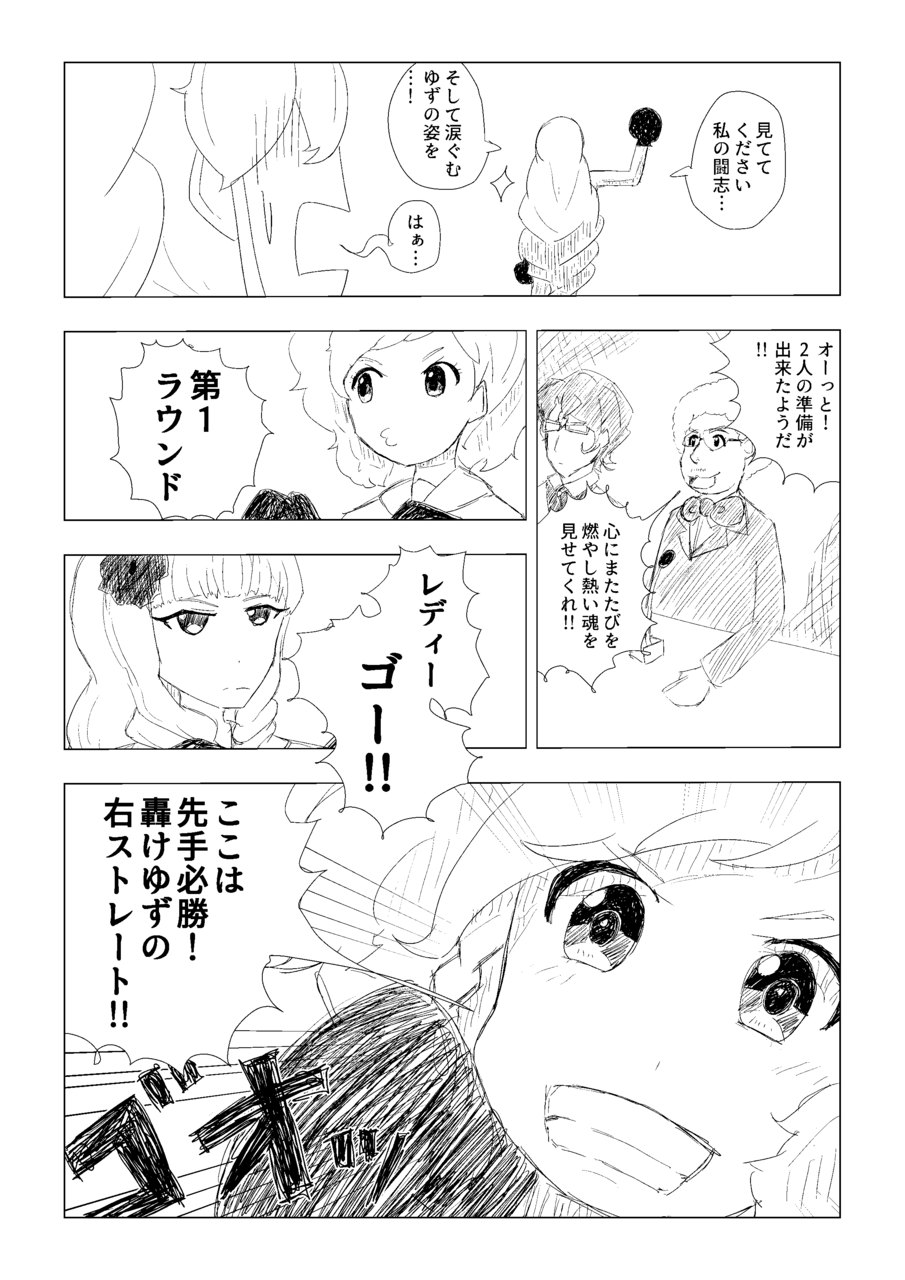 見てて
ください
私の闘志…
そして涙ぐむ
ゆずの姿を
…!
はぁ…
オーっと!
2人の準備が
出来たようだ
!!
心にまたたびを
燃やし熱い魂を
見せてくれ!!
第1
ラウンド
レディー
ゴー!!
ここは
先手必勝!
轟けゆずの
右ストレート!!
ゴオッ